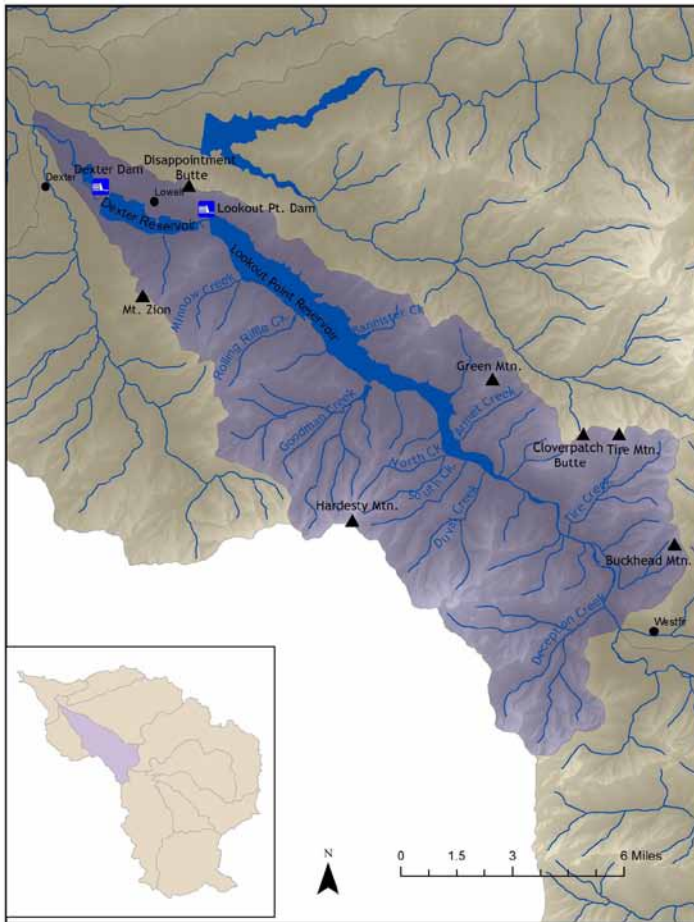 Disappointment
Butte
Dexter Dam
Dexter
Lowell
Lookout Pt. Dam
Dexter Reservoir
Lookout Point Reservoir
Mt. Zion
Minnow Creek
Rolling Riffle Ck.
Bannister Ck.
Green Mtn.
Goodman Creek
North Ck.
South Ck.
Cloverpatch
Butte
Tire Mtn.
Tire Creek
Hardesty Mtn.
Duval Creek
Buckhead Mtn.
Westfir
Deception Creek
N
0 1.5 3 6 Miles